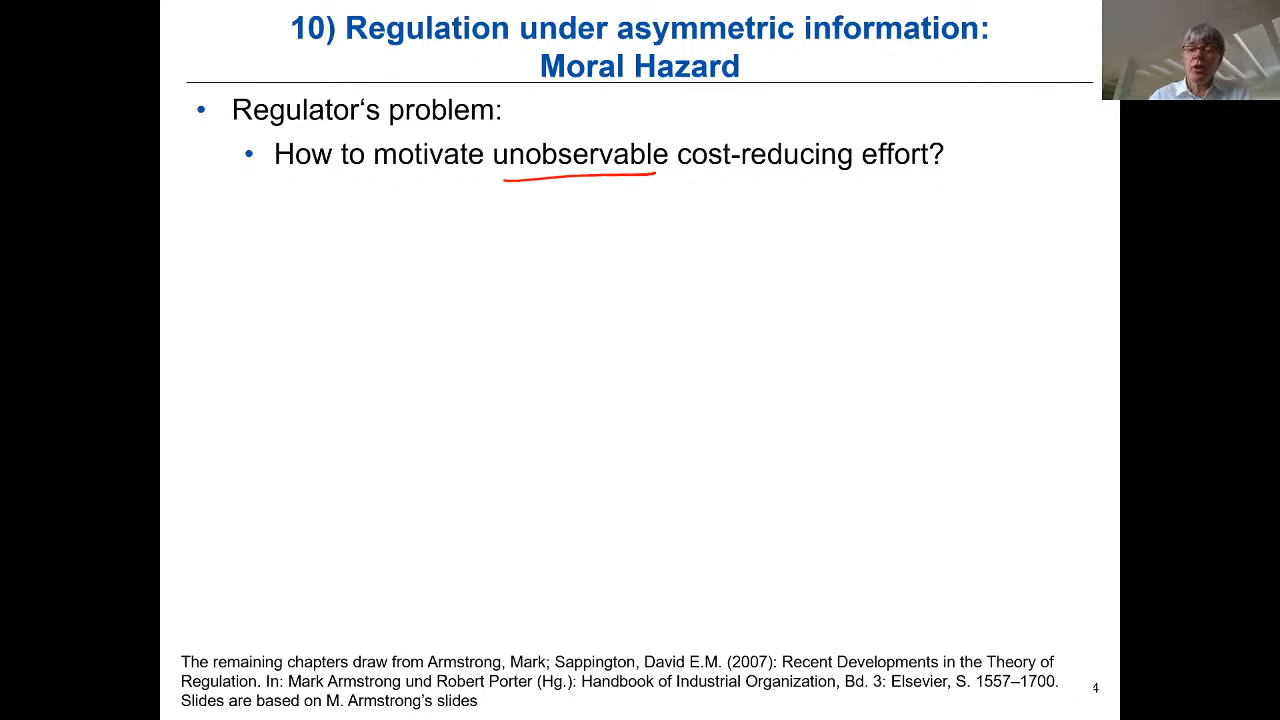 10) Regulation under asymmetric information:
Moral Hazard
• Regulator‘s problem:
• How to motivate unobservable cost-reducing effort?
The remaining chapters draw from Armstrong, Mark; Sappington, David E.M. (2007): Recent Developments in the Theory of
Regulation. In: Mark Armstrong und Robert Porter (Hg.): Handbook of Industrial Organization, Bd. 3: Elsevier, S. 1557–1700.
Slides are based on M. Armstrong’s slides
4